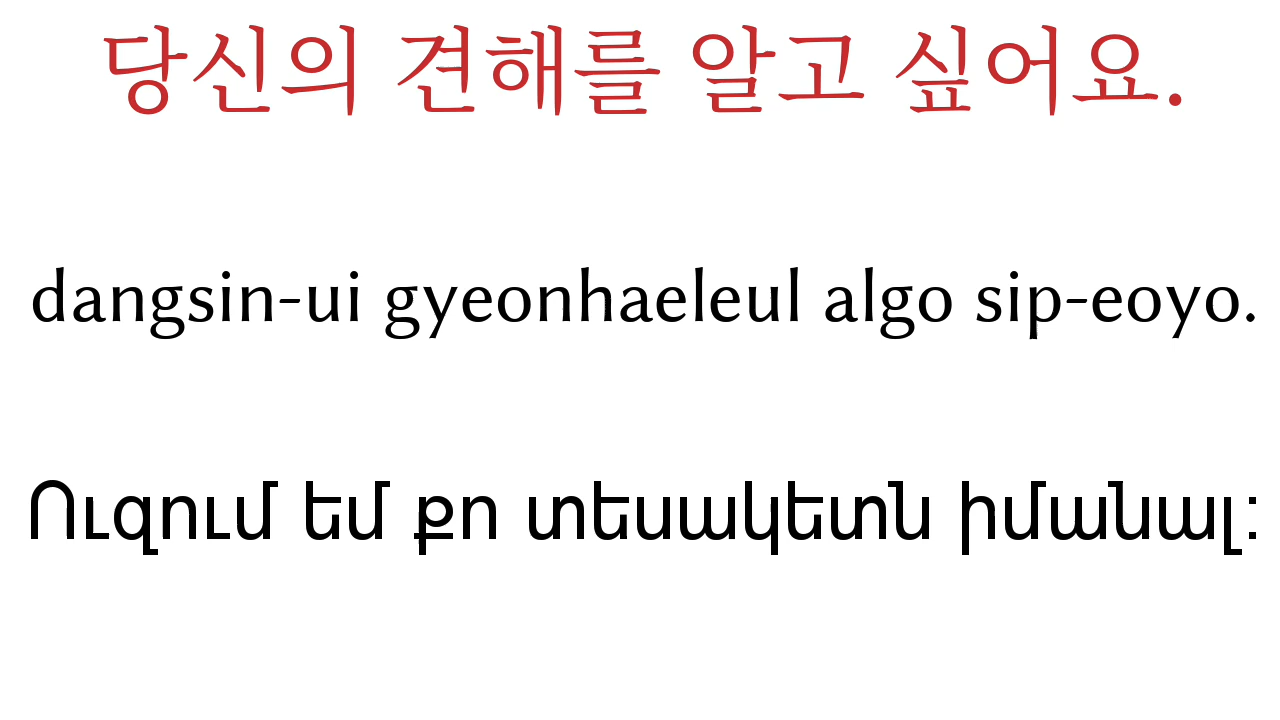 당신의 견해를 알고 싶어요.
dangsin-ui gyeonhaeleul algo sip-eoyo.
Ուզում եմ քո տեսակետն իմանալ: